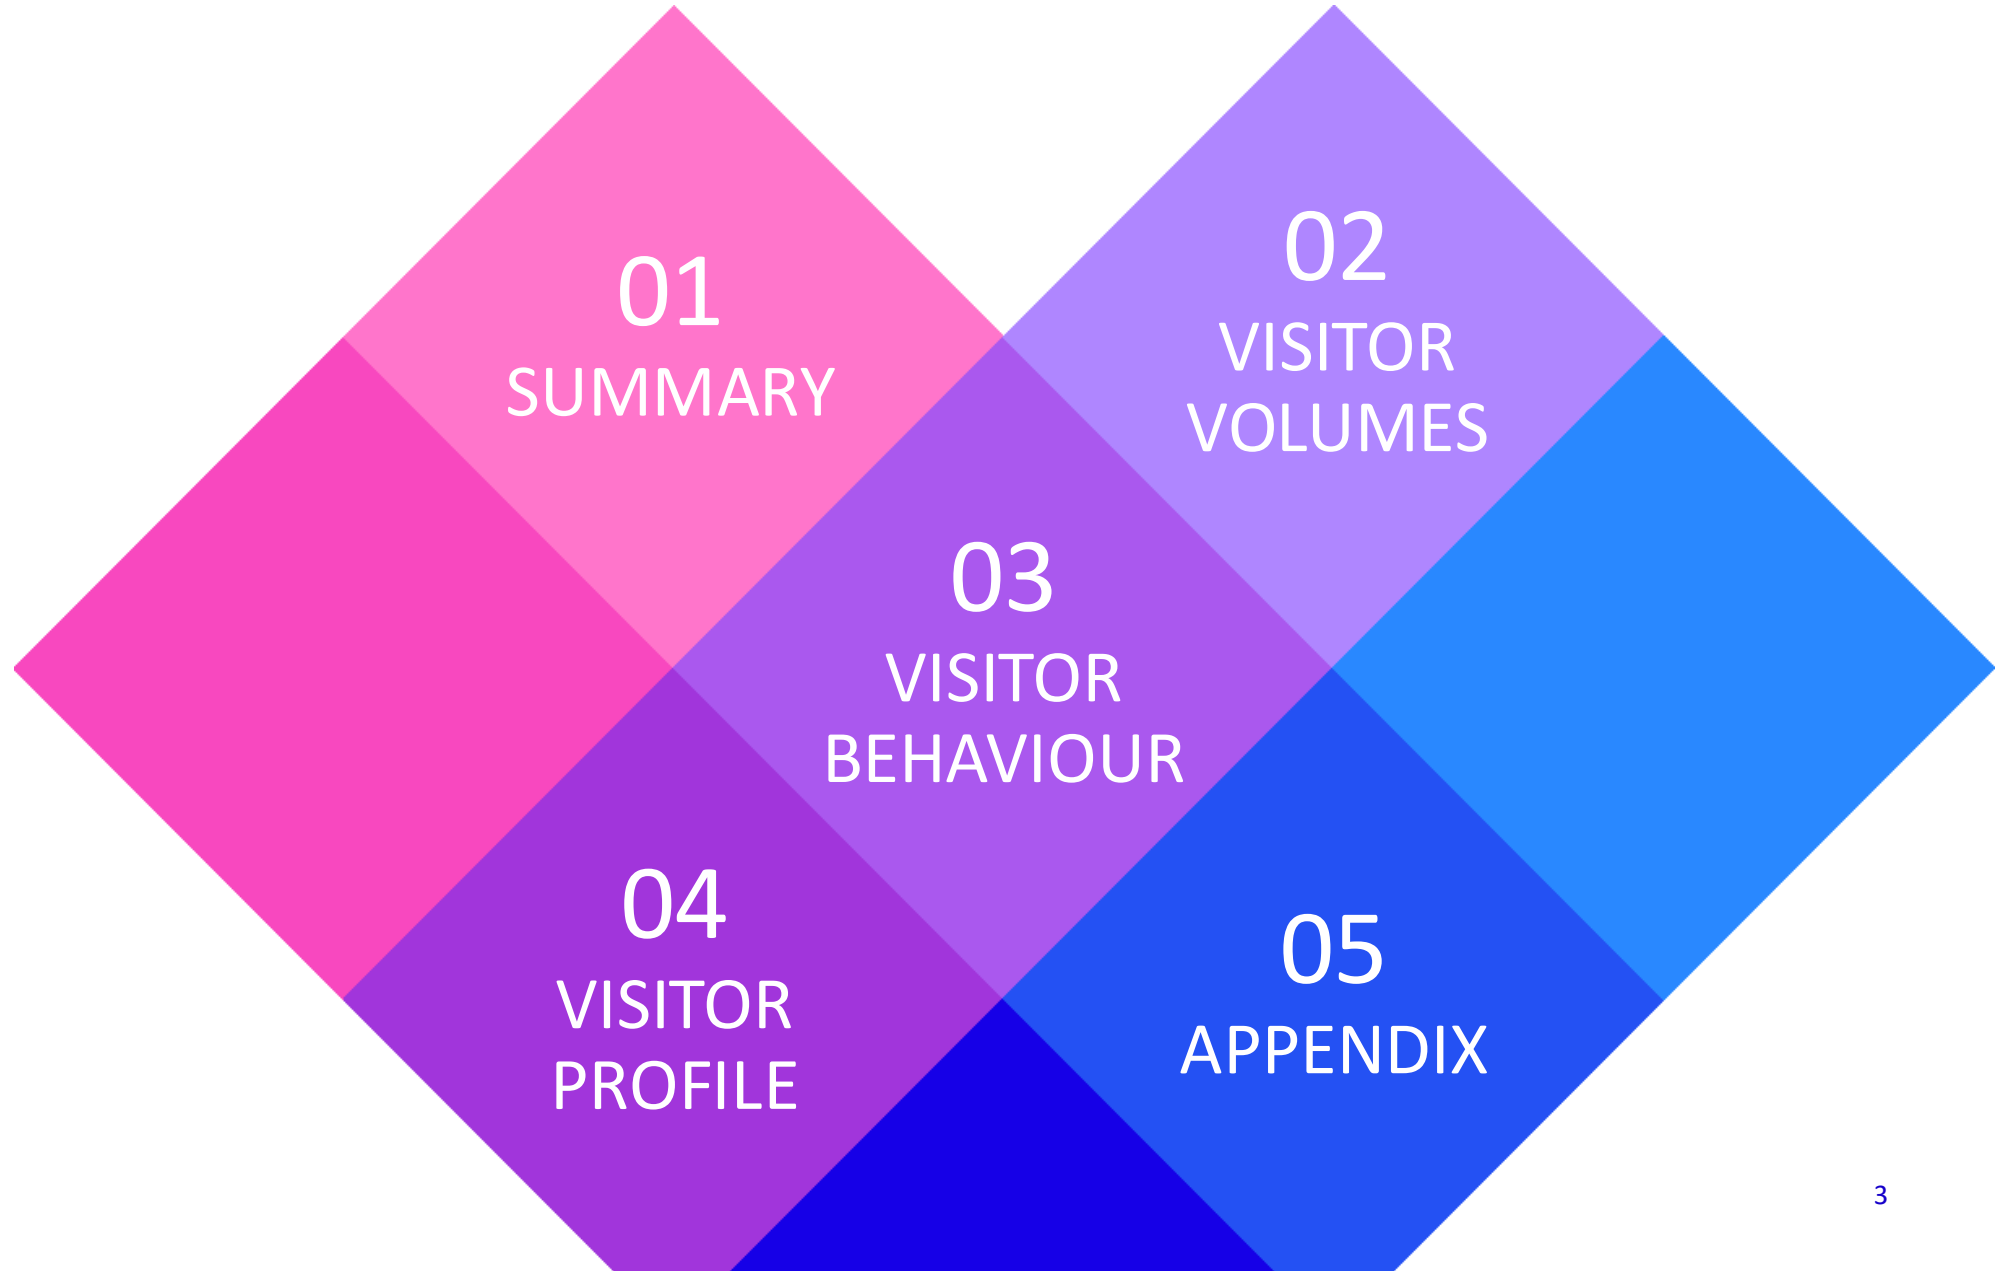 01
SUMMARY
02
VISITOR
VOLUMES
03
VISITOR
BEHAVIOUR
04
VISITOR
PROFILE
05
APPENDIX
3